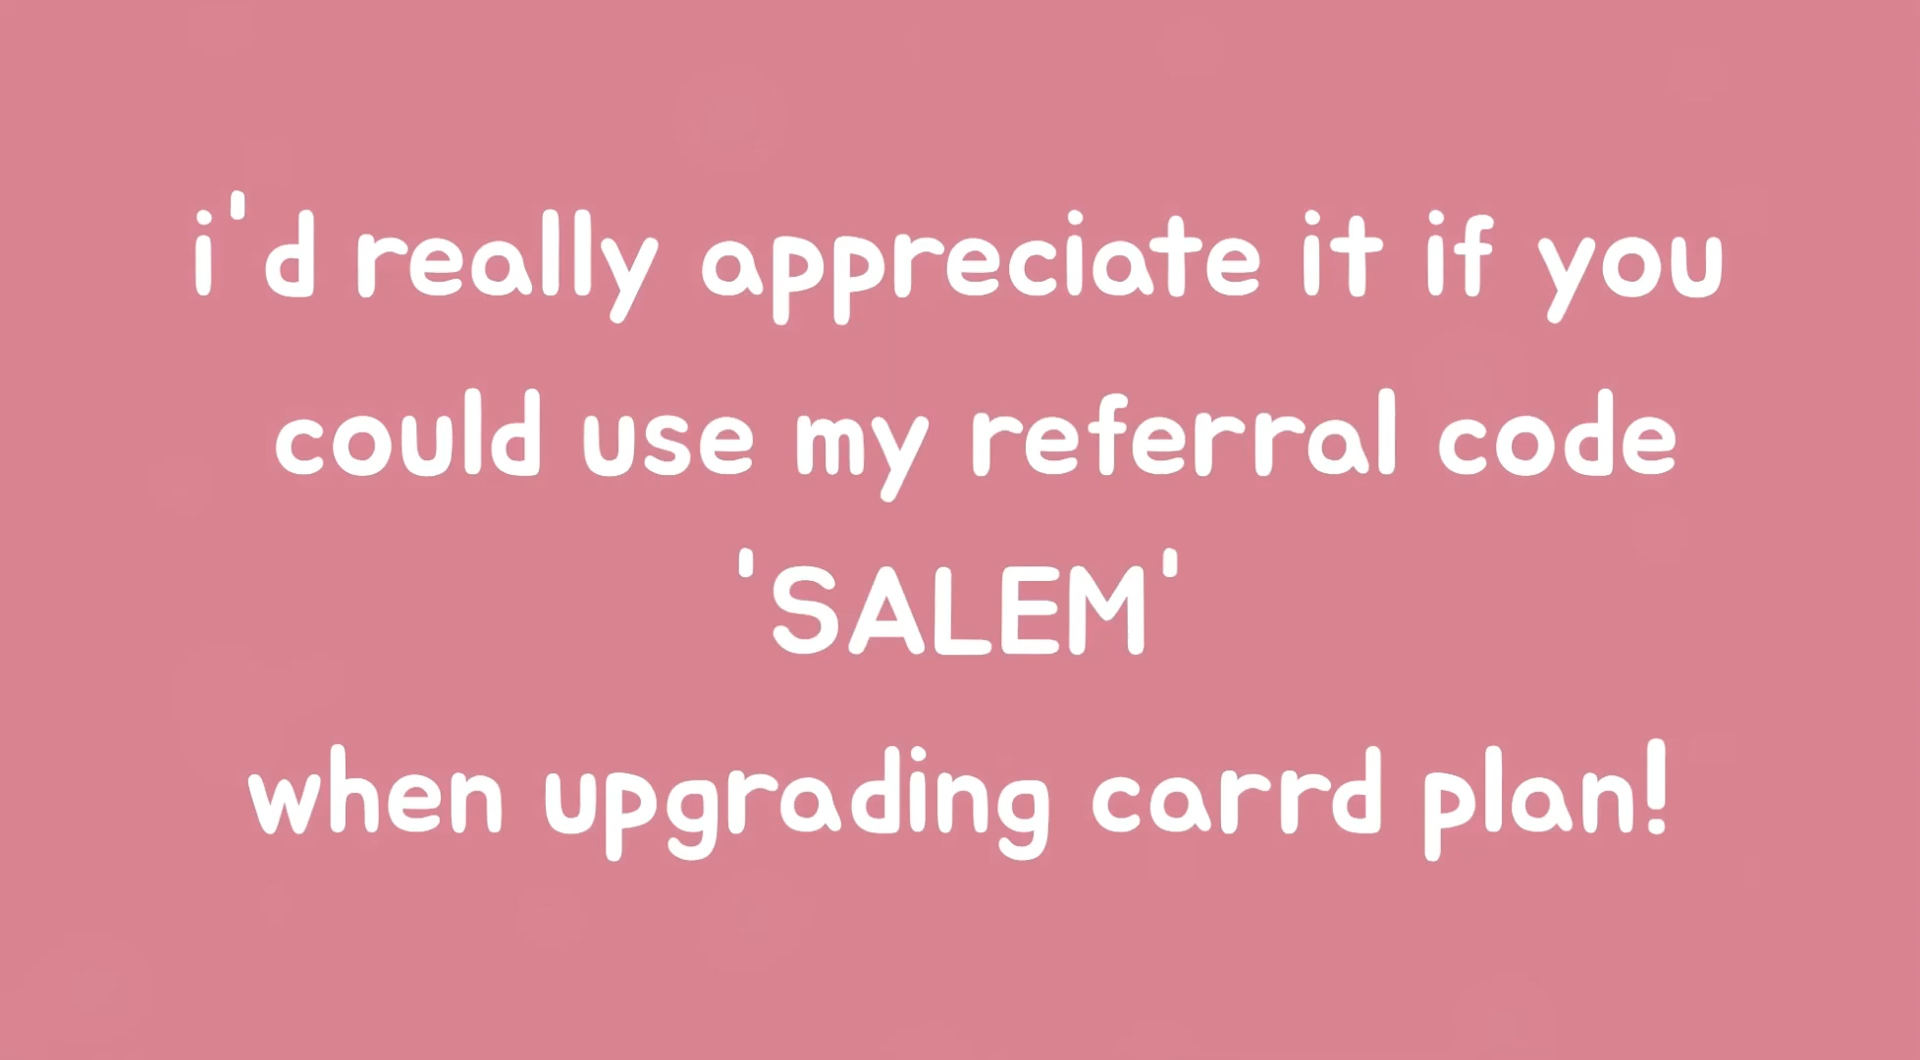 i'd really appreciate it if you
could use my referral code
'SALEM'
when upgrading carrd plan!